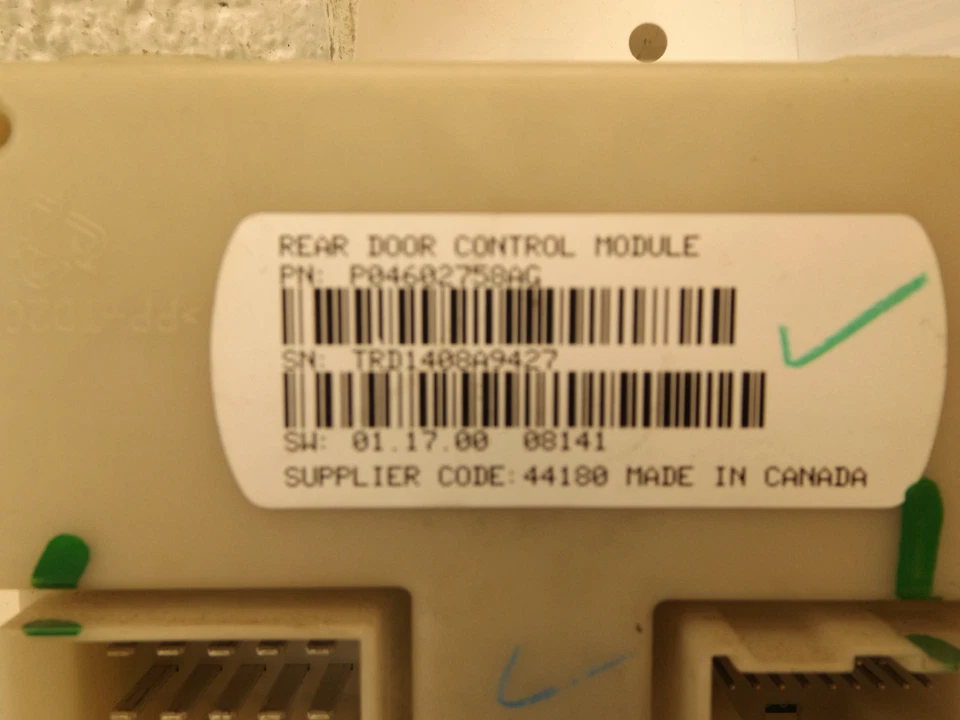 REAR DOOR CONTROL MODULE
PN: P04602758AG
SN: TRD1408A9427
SW: 01.17.00 08141
SUPPLIER CODE:44180 MADE IN CANADA